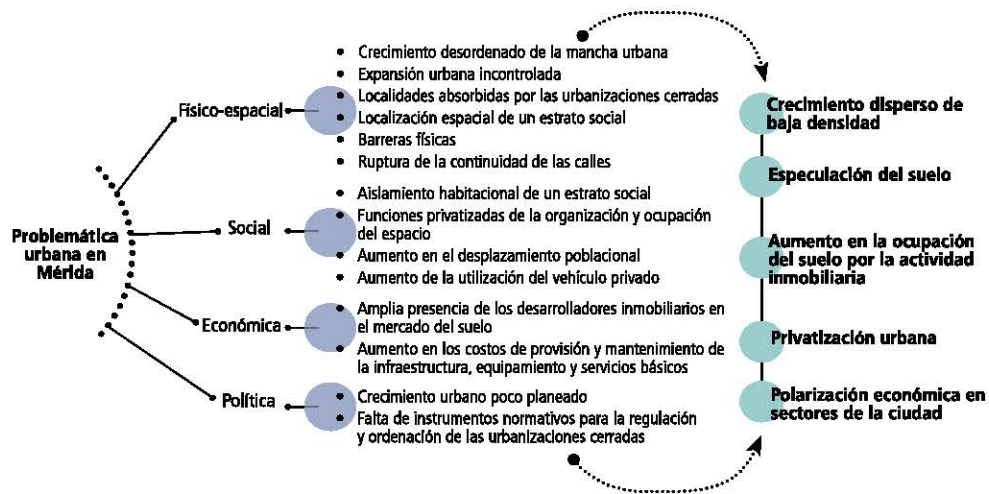 Problemática
urbana en
Mérida
Físico-espacial
• Crecimiento desordenado de la mancha urbana
• Expansión urbana incontrolada
• Localidades absorbidas por las urbanizaciones cerradas
• Localización espacial de un estrato social
• Barreras físicas
• Ruptura de la continuidad de las calles
Social
• Aislamiento habitacional de un estrato social
• Funciones privatizadas de la organización y ocupación
del espacio
• Aumento en el desplazamiento poblacional
• Aumento de la utilización del vehículo privado
Económica
• Amplia presencia de los desarrolladores inmobiliarios en
el mercado del suelo
• Aumento en los costos de provisión y mantenimiento de
la infraestructura, equipamiento y servicios básicos
Política
• Crecimiento urbano poco planeado
• Falta de instrumentos normativos para la regulación
y ordenación de las urbanizaciones cerradas
Crecimiento disperso de
baja densidad
Especulación del suelo
Aumento en la ocupación
del suelo por la actividad
inmobiliaria
Privatización urbana
Polarización económica en
sectores de la ciudad